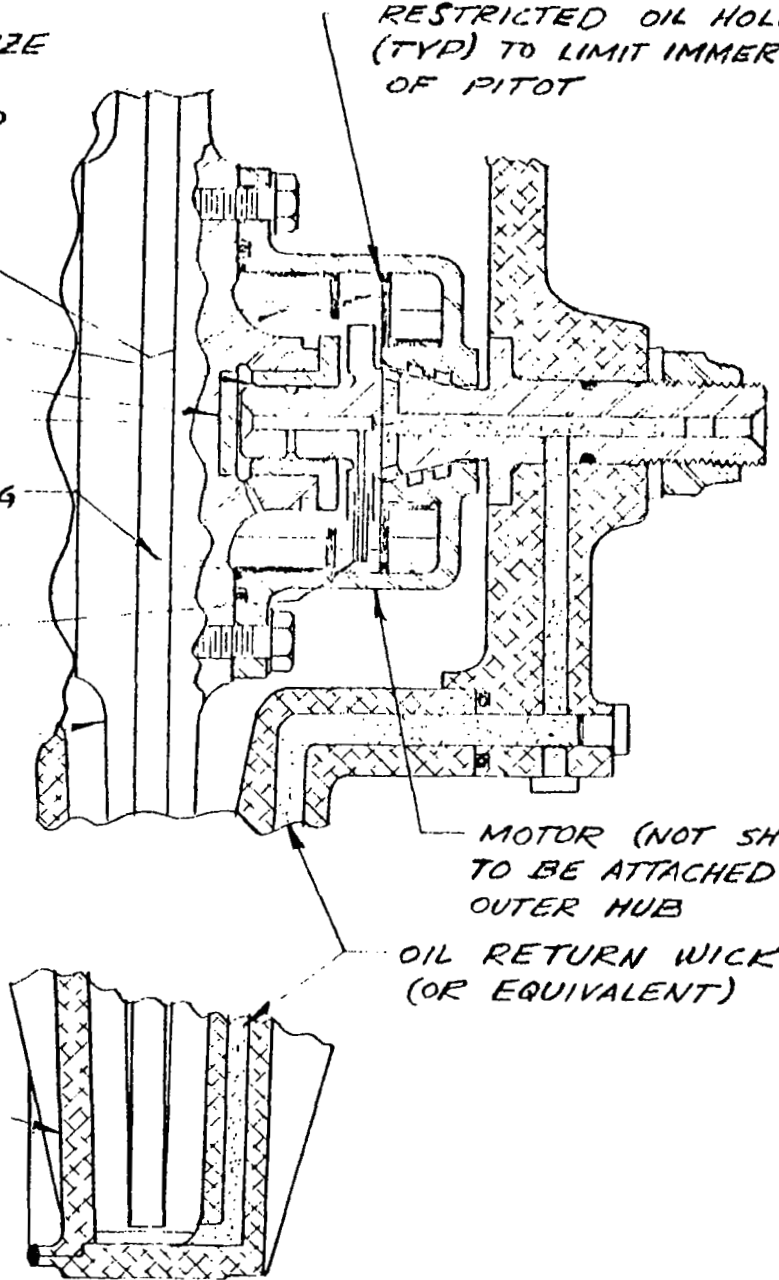 RESTRICTED OIL HOL
(TYP) TO LIMIT IMMER
OF PITOT
IZE
G
MOTOR (NOT SH
TO BE ATTACHED
OUTER HUB
OIL RETURN WICK
(OR EQUIVALENT)